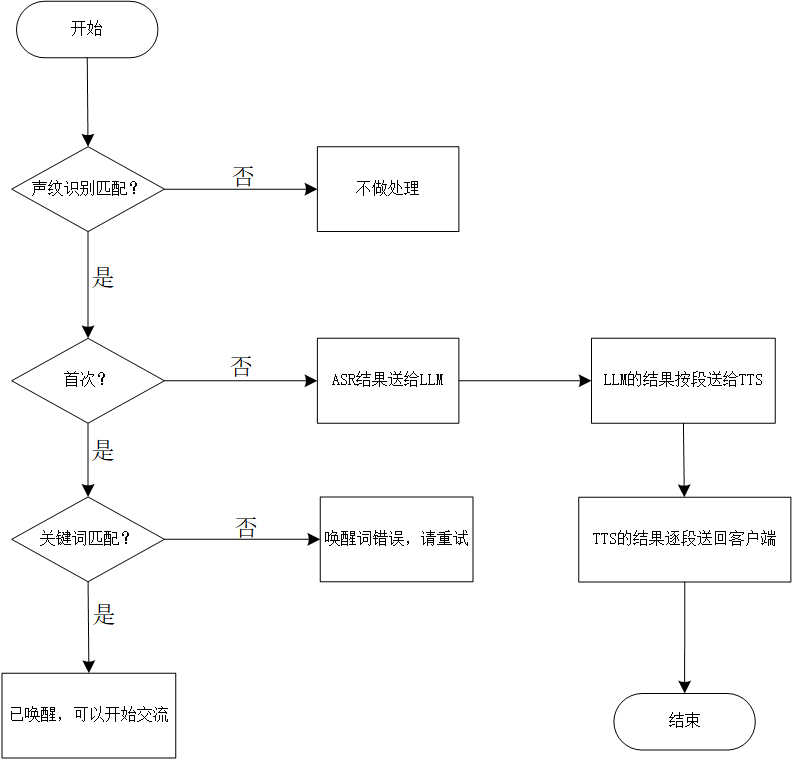 开始
声纹识别匹配?
否
不做处理
是
首次?
否
ASR结果送给LLM
LLM的结果按段送给TTS
是
关键词匹配?
否
唤醒词错误，请重试
TTS的结果逐段送回客户端
是
已唤醒，可以开始交流
结束